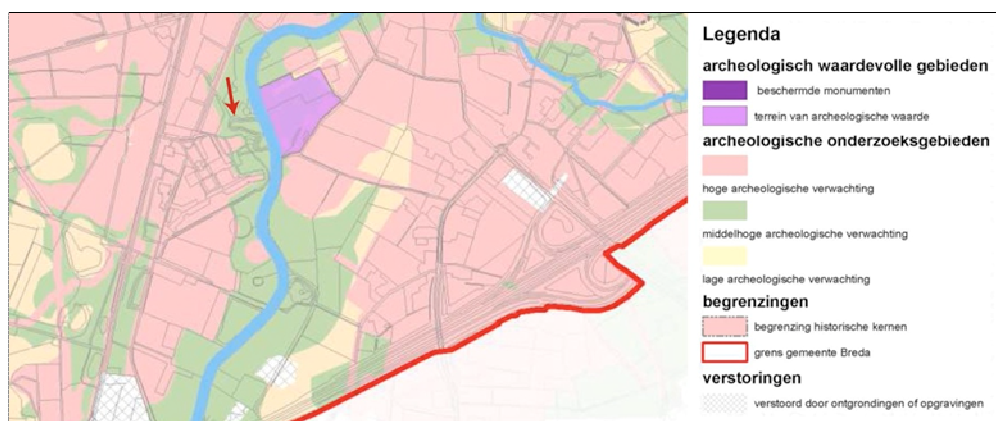 Legenda
archeologisch waardevolle gebieden
beschermde monumenten
terrein van archeologische waarde
archeologische onderzoeksgebieden
hoge archeologische verwachting
middelhoge archeologische verwachting
lage archeologische verwachting
begrenzingen
begrenzing historische kernen
grens gemeente Breda
verstoringen
verstoord door ontgrondingen of opgravingen